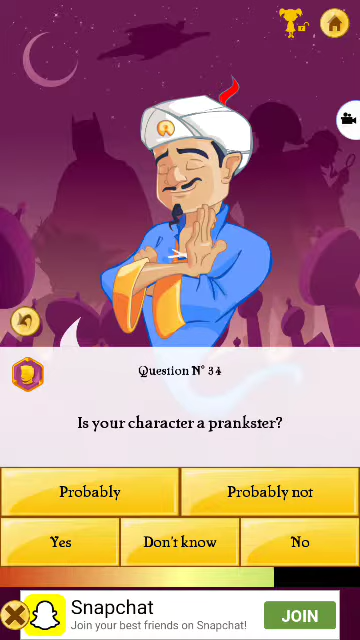 Question N° 34
Is your character a prankster?
Probably
Probably not
Yes
Don't know
No
Snapchat
Join your best friends on Snapchat!
JOIN